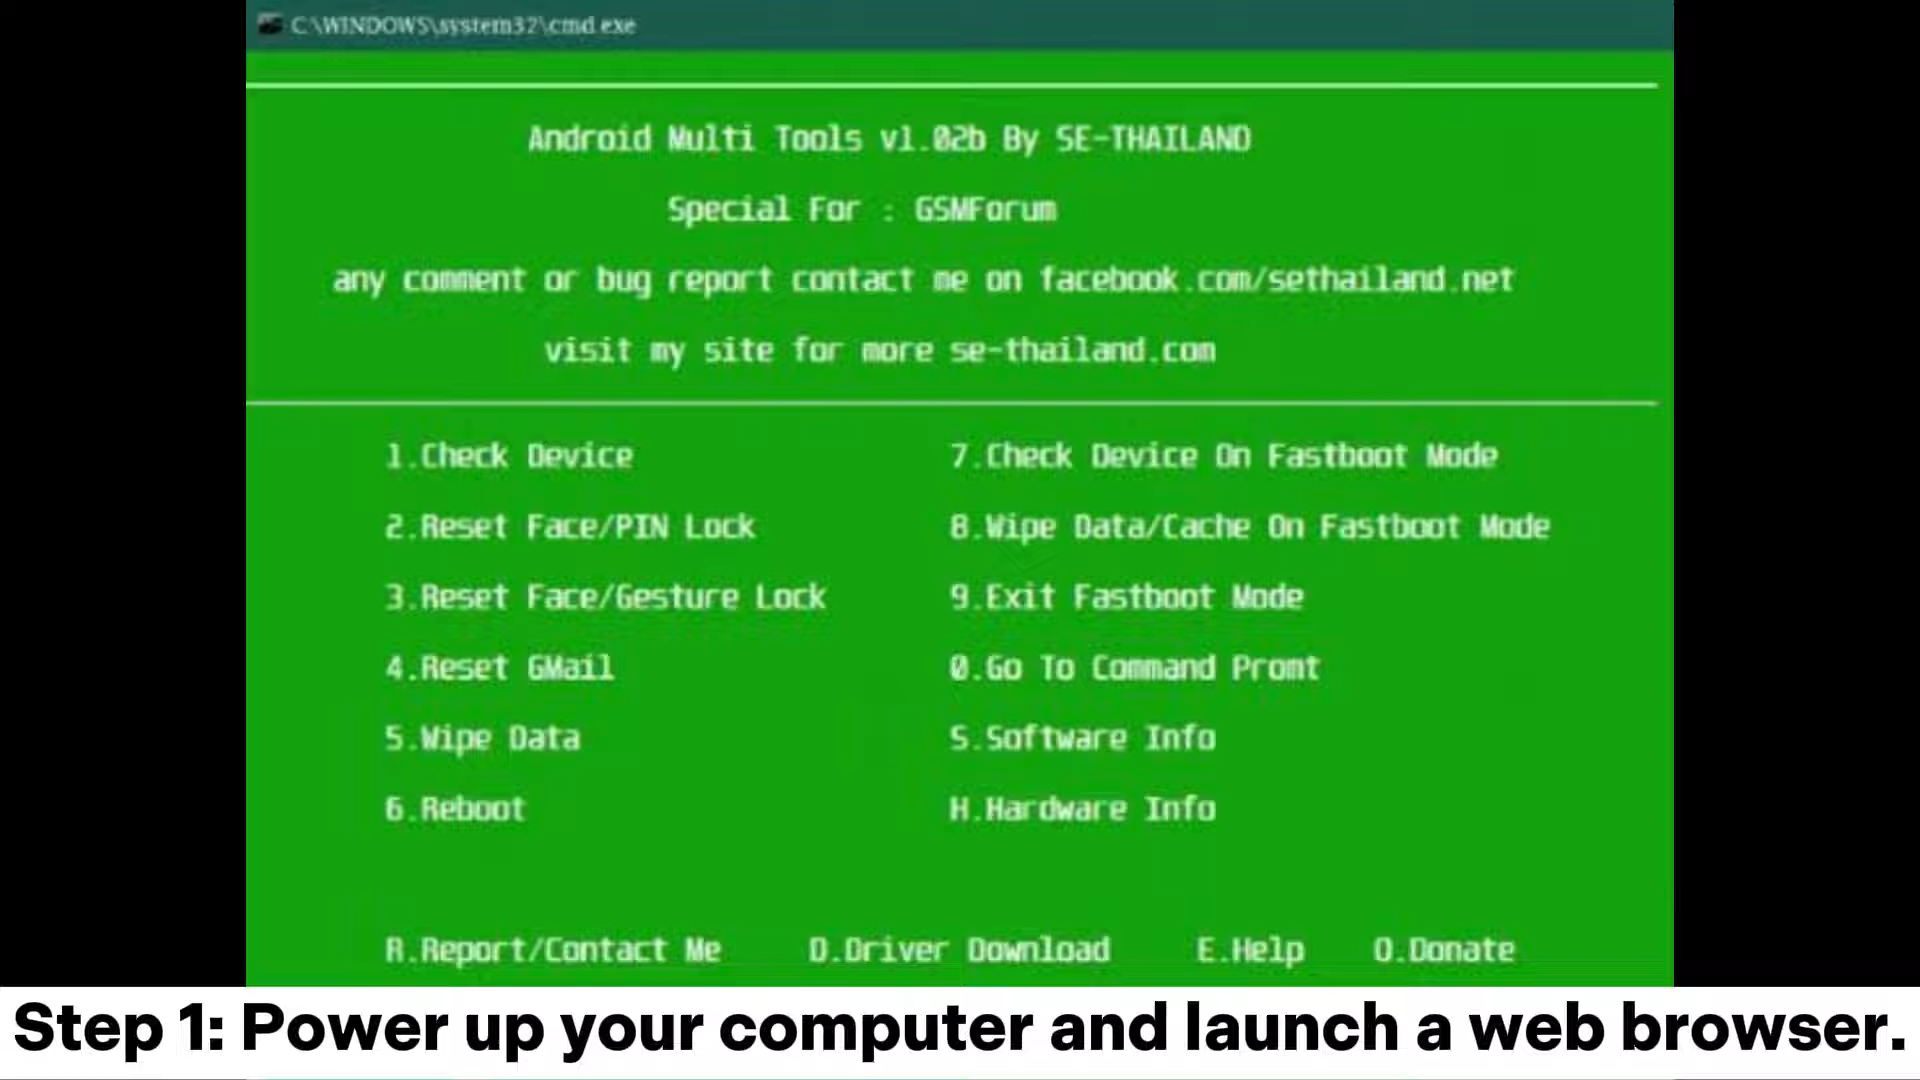 C:\WINDOWS\system32\cmd.exe
Android Multi Tools v1.02b By SE-THAILAND
Special For : GSMForum
any comment or bug report contact me on facebook.com/sethailand.net
visit my site for more se-thailand.com
1.Check Device
7.Check Device On Fastboot Mode
2.Reset Face/PIN Lock
8.Wipe Data/Cache On Fastboot Mode
3.Reset Face/Gesture Lock
9.Exit Fastboot Mode
4.Reset GMail
0.Go To Command Promt
5.Wipe Data
S.Software Info
6.Reboot
H.Hardware Info
R.Report/Contact Me D.Driver Download E.Help O.Donate
Step 1: Power up your computer and launch a web browser.